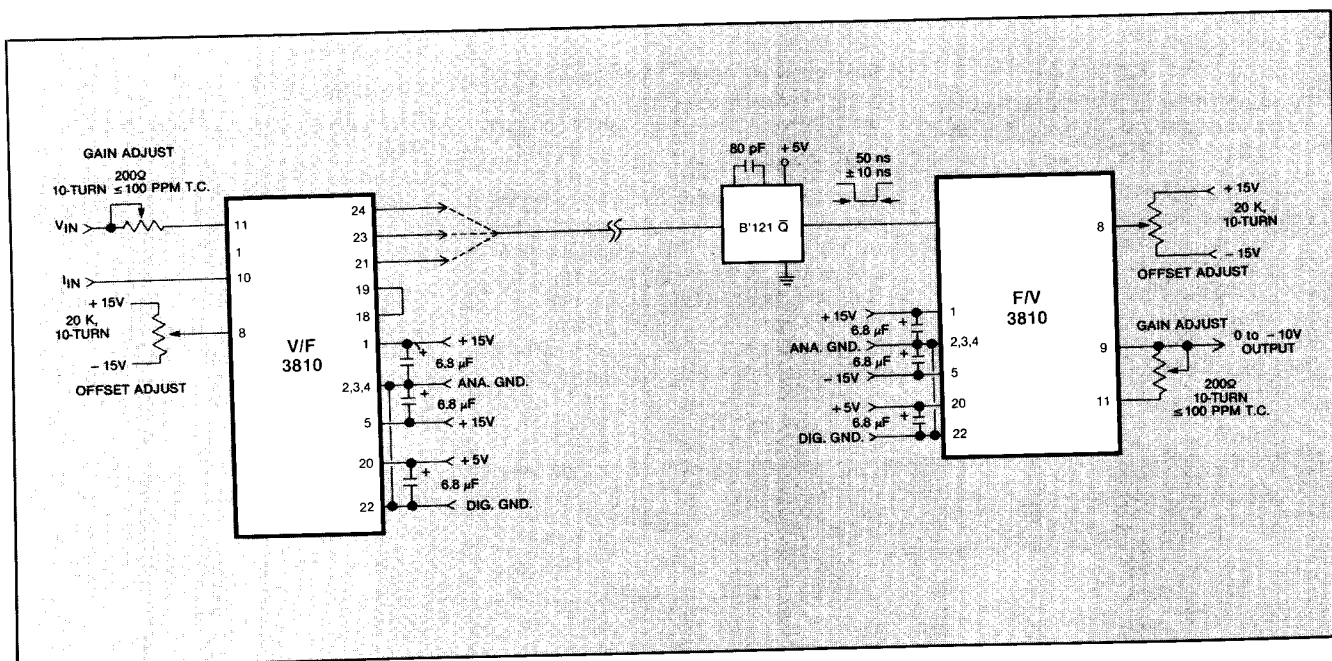 GAIN ADJUST
200Ω
10-TURN ≤ 100 PPM T.C.
VIN
11
1
IIN
10
+ 15V
20 K,
10-TURN
8
- 15V
OFFSET ADJUST
V/F
3810
24
23
21
19
18
1
+ 15V
6.8 µF
+
2,3,4
ANA. GND.
+
6.8 µF
5
+ 15V
20
+ 5V
+
6.8 µF
22
DIG. GND.
80 pF
+ 5V
B'121 Q̅
50 ns
± 10 ns
F/V
3810
+ 15V
1
6.8 µF
+
ANA. GND.
2,3,4
6.8 µF
+
- 15V
5
+ 5V
20
6.8 µF
+
DIG. GND.
22
8
+ 15V
20 K,
10-TURN
- 15V
OFFSET ADJUST
GAIN ADJUST
9
0 to - 10V
OUTPUT
11
200Ω
10-TURN
≤ 100 PPM T.C.